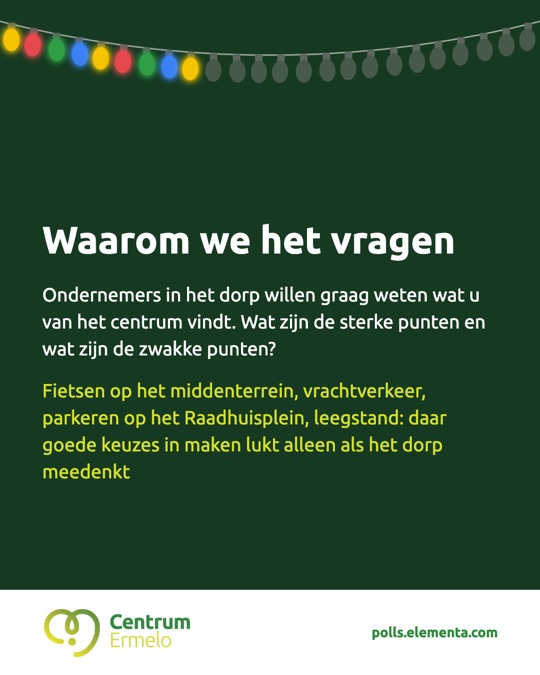 Waarom we het vragen
Ondernemers in het dorp willen graag weten wat u
van het centrum vindt. Wat zijn de sterke punten en
wat zijn de zwakke punten?
Fietsen op het middenterrein, vrachtverkeer,
parkeren op het Raadhuisplein, leegstand: daar
goede keuzes in maken lukt alleen als het dorp
meedenkt
Centrum
Ermelo
polls.elementa.com